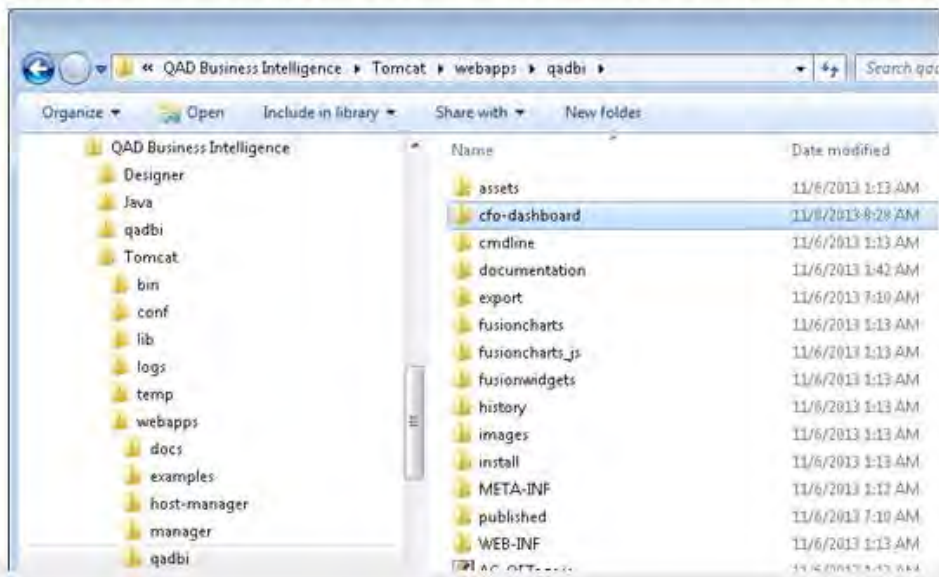 « QAD Business Intelligence ▸ Tomcat ▸ webapps ▸ qadbi ▸
Search qad
Organize Open Include in library Share with New folder
QAD Business Intelligence
Designer
Java
qadbi
Tomcat
bin
conf
lib
logs
temp
webapps
docs
examples
host-manager
manager
qadbi
Name Date modified
assets 11/6/2013 1:13 AM
cfo-dashboard 8:28 AM
cmdline 11/6/2013 1:13 AM
documentation 11/6/2013 1:42 AM
export 11/6/2013 7:10 AM
fusioncharts 11/6/2013 1:13 AM
fusioncharts_js 11/6/2013 1:13 AM
fusionwidgets 11/6/2013 1:13 AM
history 11/6/2013 1:13 AM
images 11/6/2013 1:13 AM
install 11/6/2013 1:13 AM
META-INF 11/6/2013 1:12 AM
published 11/6/2013 7:10 AM
WEB-INF 11/6/2013 1:13 AM